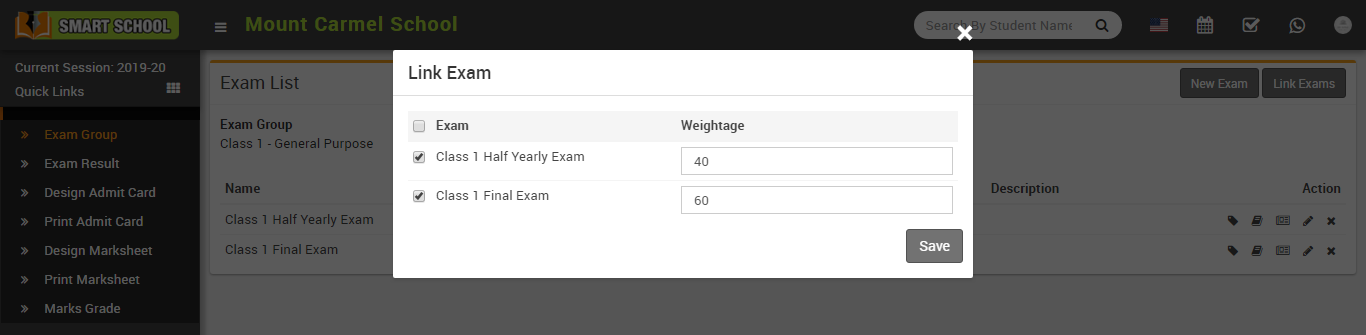 SMART SCHOOL
Mount Carmel School
Search By Student Name
Current Session: 2019-20
Quick Links
Exam Group
Exam Result
Design Admit Card
Print Admit Card
Design Marksheet
Print Marksheet
Marks Grade
Exam List
New Exam
Link Exams
Exam Group
Class 1 - General Purpose
Name
Description
Action
Class 1 Half Yearly Exam
Class 1 Final Exam
Link Exam
Exam Weightage
Class 1 Half Yearly Exam 40
Class 1 Final Exam 60
Save